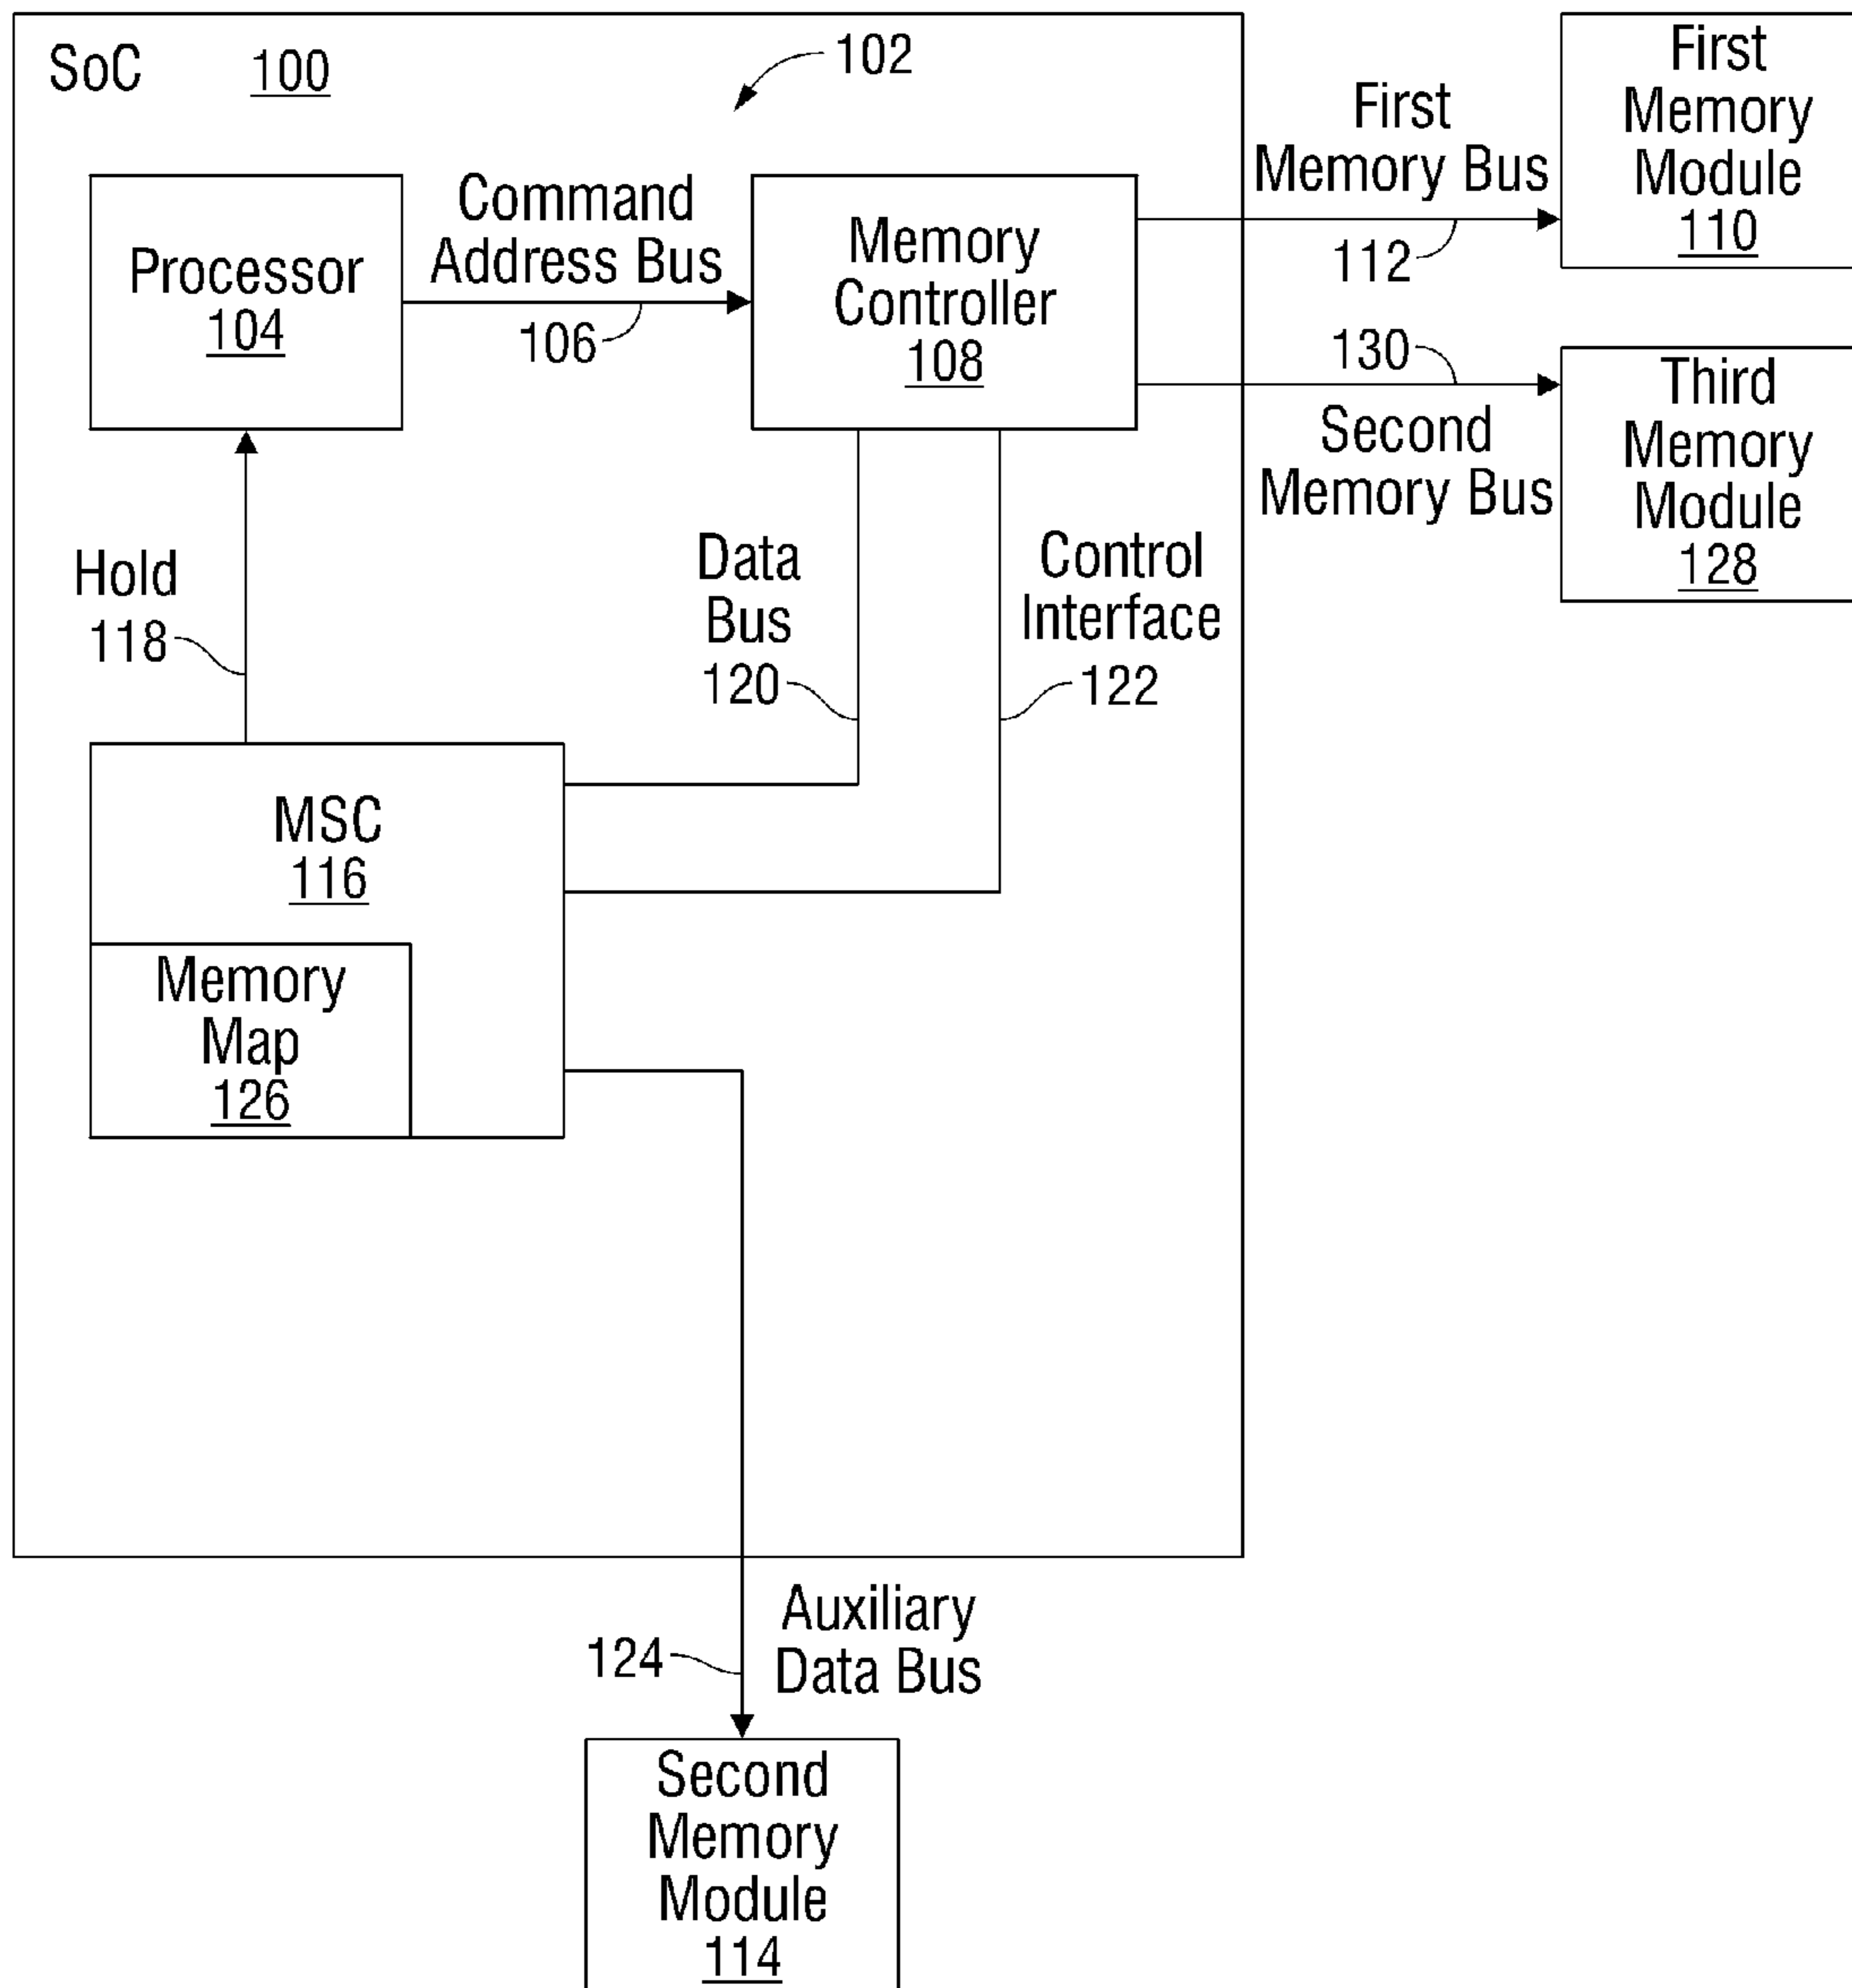 SoC 100
102
First
Memory
Module
110
First
Memory Bus
112
Processor
104
Command
Address Bus
106
Memory
Controller
108
130
Second
Memory Bus
Third
Memory
Module
128
Hold
118
Data
Bus
120
Control
Interface
122
MSC
116
Memory
Map
126
124
Auxiliary
Data Bus
Second
Memory
Module
114